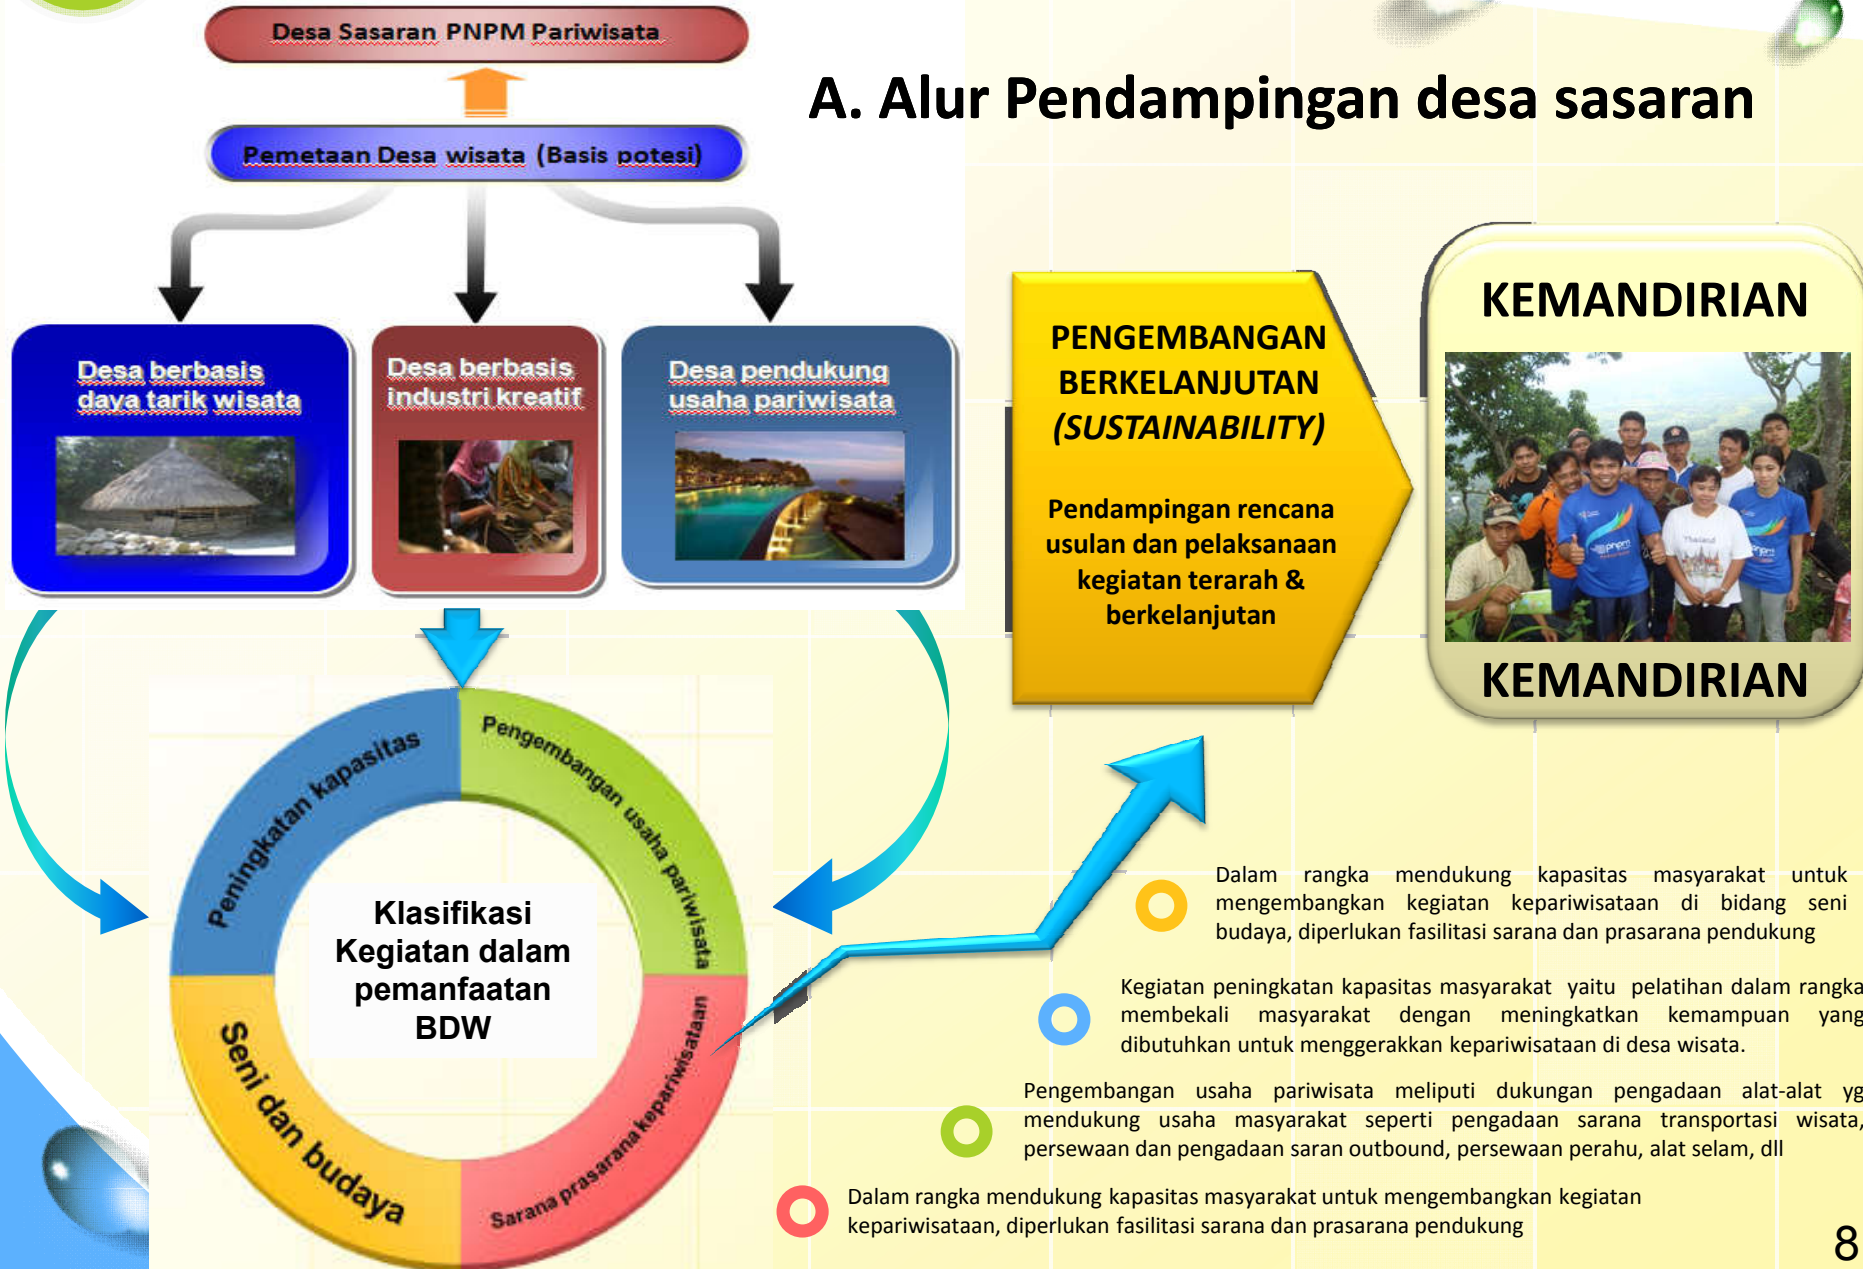 Desa Sasaran PNPM Pariwisata
A. Alur Pendampingan desa sasaran
Pemetaan Desa wisata (Basis potesi)
Desa berbasis
daya tarik wisata
Desa berbasis
industri kreatif
Desa pendukung
usaha pariwisata
PENGEMBANGAN
BERKELANJUTAN
(SUSTAINABILITY)
Pendampingan rencana
usulan dan pelaksanaan
kegiatan terarah &
berkelanjutan
KEMANDIRIAN
Thailand
pnpm
KEMANDIRIAN
Peningkatan kapasitas
Pengembangan usaha pariwisata
Klasifikasi
Kegiatan dalam
pemanfaatan
BDW
Seni dan budaya
Sarana prasarana kepariwisataan
Dalam rangka mendukung kapasitas masyarakat untuk
mengembangkan kegiatan kepariwisataan di bidang seni
budaya, diperlukan fasilitasi sarana dan prasarana pendukung
Kegiatan peningkatan kapasitas masyarakat yaitu pelatihan dalam rangka
membekali masyarakat dengan meningkatkan kemampuan yang
dibutuhkan untuk menggerakkan kepariwisataan di desa wisata.
Pengembangan usaha pariwisata meliputi dukungan pengadaan alat-alat yg
mendukung usaha masyarakat seperti pengadaan sarana transportasi wisata,
persewaan dan pengadaan saran outbound, persewaan perahu, alat selam, dll
Dalam rangka mendukung kapasitas masyarakat untuk mengembangkan kegiatan
kepariwisataan, diperlukan fasilitasi sarana dan prasarana pendukung
8